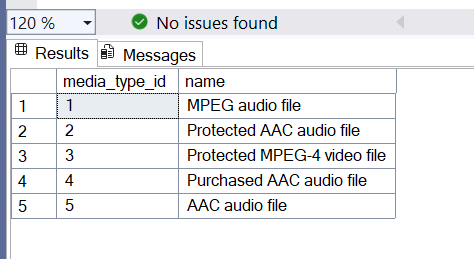 120 % No issues found
Results Messages
media_type_id name
1 1 MPEG audio file
2 2 Protected AAC audio file
3 3 Protected MPEG-4 video file
4 4 Purchased AAC audio file
5 5 AAC audio file